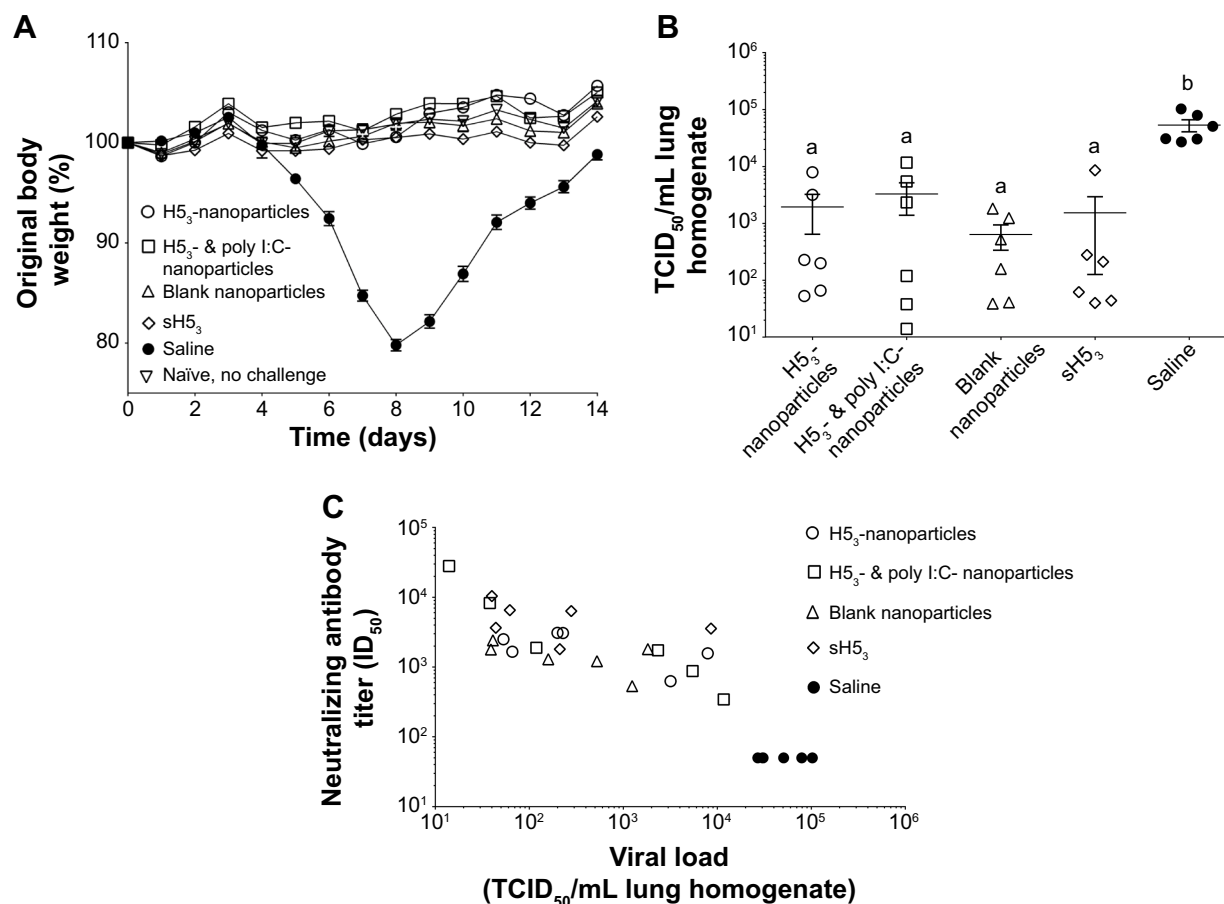 A
110
100
90
80
Original body
weight (%)
H5₃-nanoparticles
H5₃- & poly I:C-
nanoparticles
Blank nanoparticles
sH5₃
Saline
Naïve, no challenge
0 2 4 6 8 10 12 14
Time (days)
B
10⁶
10⁵
10⁴
10³
10²
10¹
TCID₅₀/mL lung
homogenate
a a a a b
H5₃-
nanoparticles
H5₃- & poly I:C-
nanoparticles
Blank
nanoparticles
sH5₃
Saline
C
10⁵
10⁴
10³
10²
10¹
Neutralizing antibody
titer (ID₅₀)
H5₃-nanoparticles
H5₃- & poly I:C- nanoparticles
Blank nanoparticles
sH5₃
Saline
10¹ 10² 10³ 10⁴ 10⁵ 10⁶
Viral load
(TCID₅₀/mL lung homogenate)